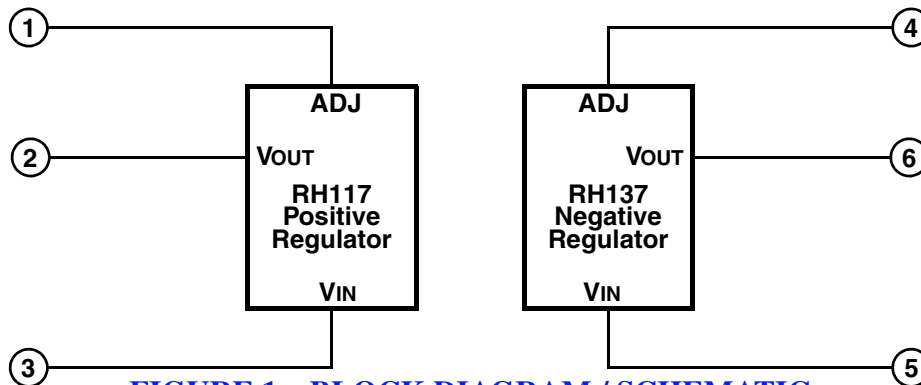 1
4
ADJ
ADJ
2
VOUT
VOUT
6
RH117
Positive
Regulator
RH137
Negative
Regulator
VIN
VIN
3
5
FIGURE 1 – BLOCK DIAGRAM / SCHEMATIC